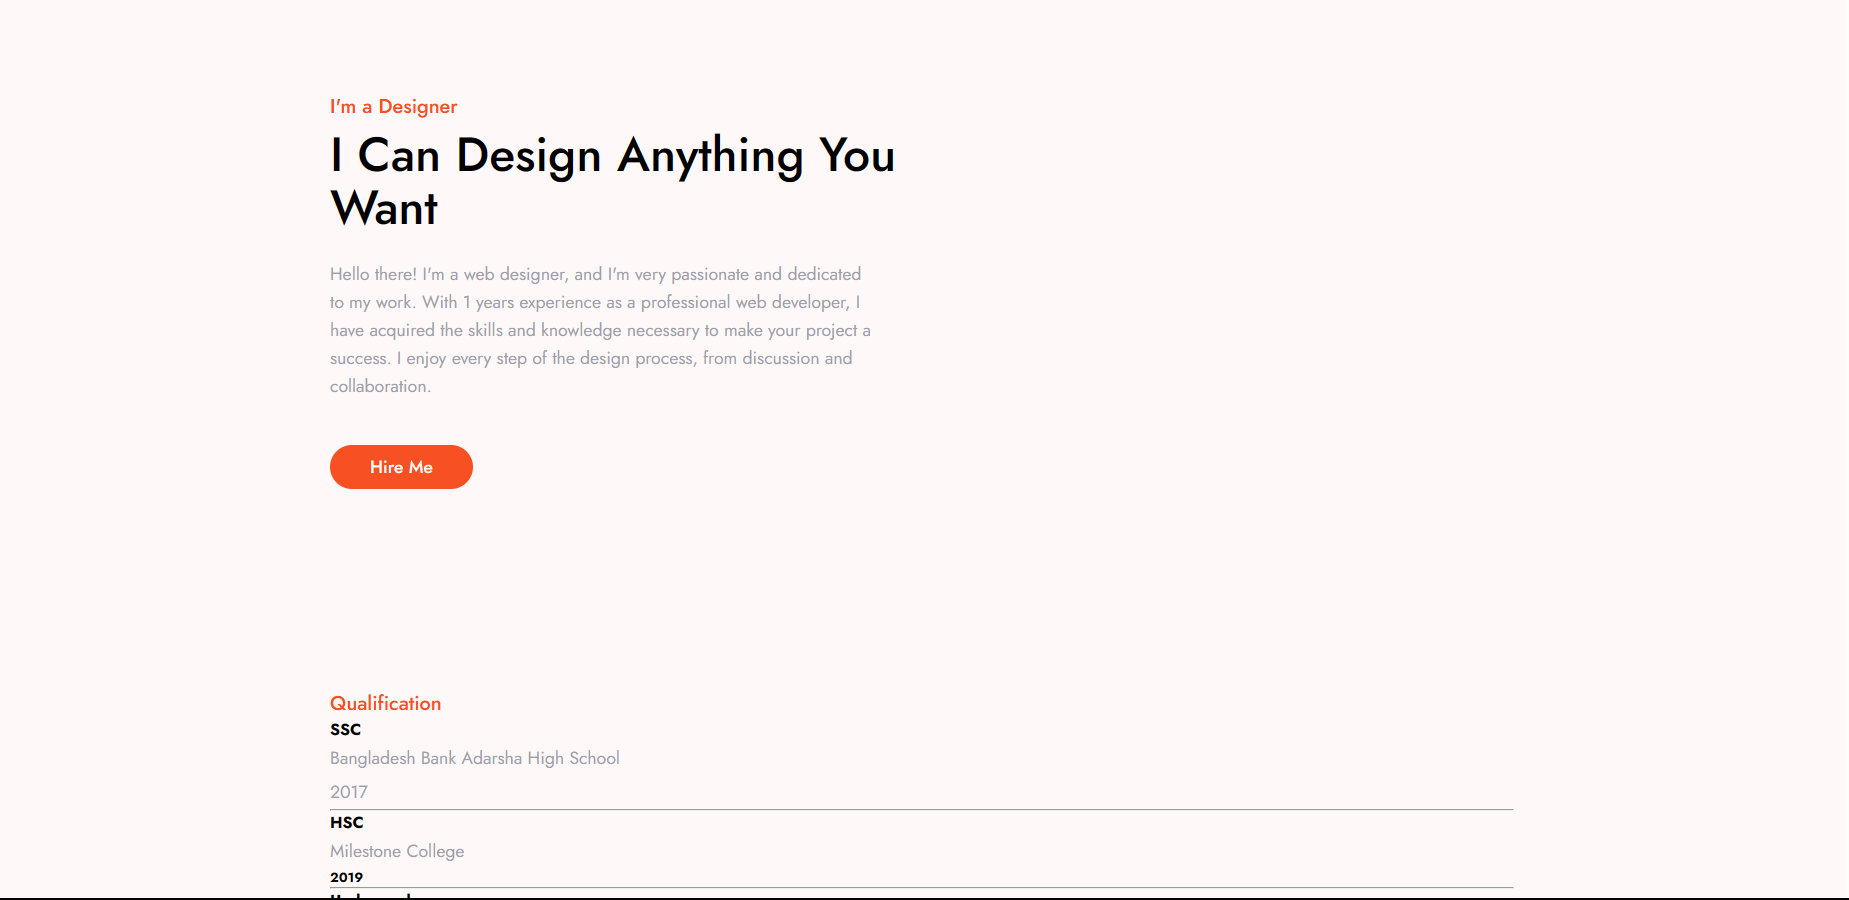 I'm a Designer
I Can Design Anything You
Want
Hello there! I'm a web designer, and I'm very passionate and dedicated
to my work. With 1 years experience as a professional web developer, I
have acquired the skills and knowledge necessary to make your project a
success. I enjoy every step of the design process, from discussion and
collaboration.
Hire Me
Qualification
SSC
Bangladesh Bank Adarsha High School
2017
HSC
Milestone College
2019